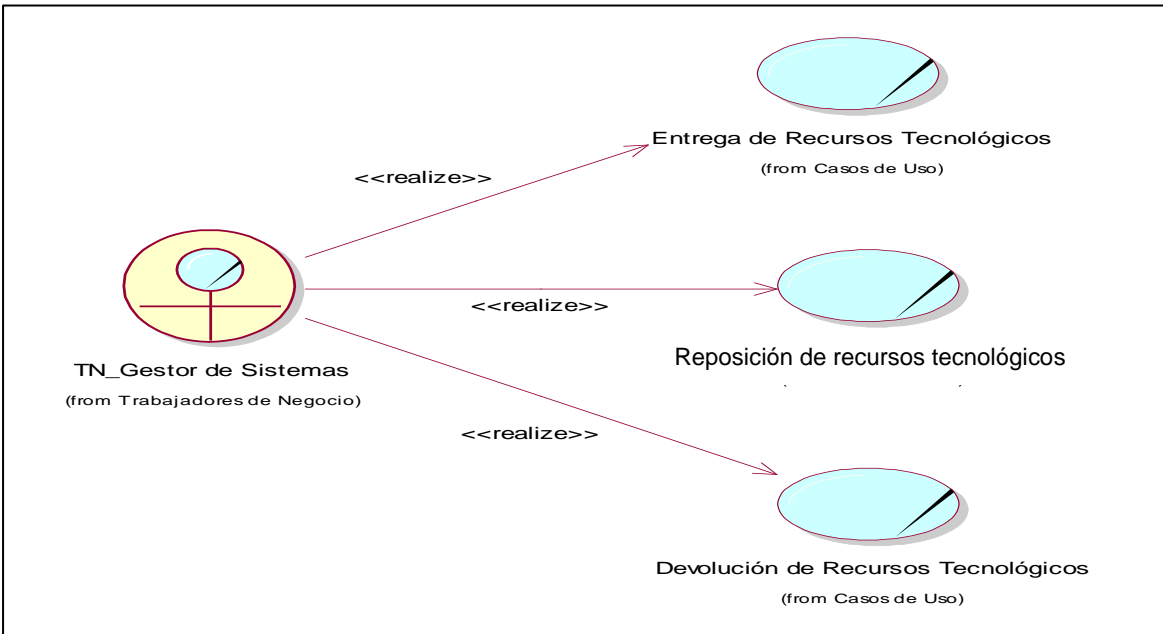 Entrega de Recursos Tecnológicos
(from Casos de Uso)
<<realize>>
TN_Gestor de Sistemas
(from Trabajadores de Negocio)
<<realize>>
Reposición de recursos tecnológicos
<<realize>>
Devolución de Recursos Tecnológicos
(from Casos de Uso)